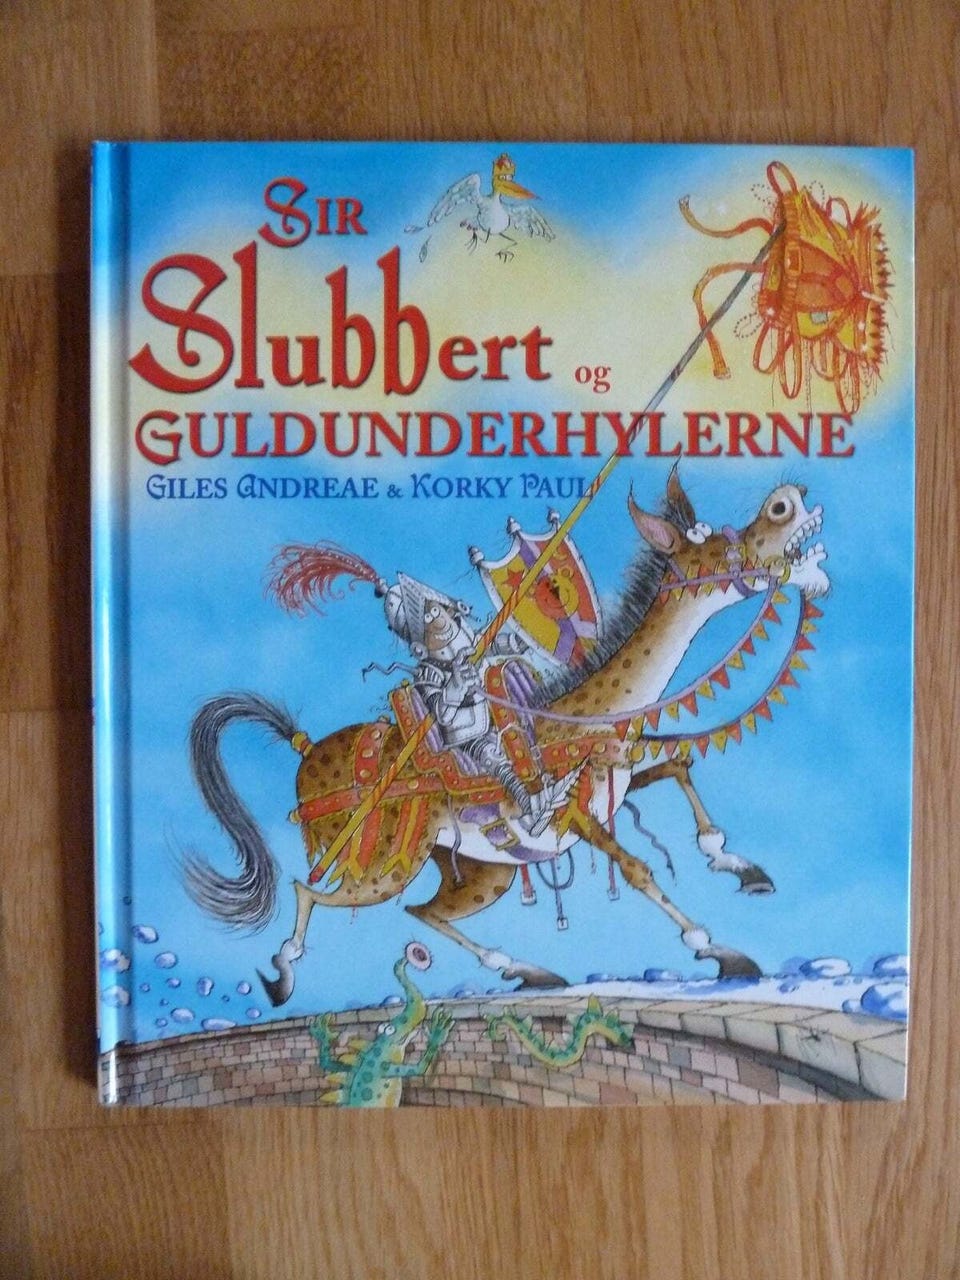 SIR
Slubbert og
GULDUNDERHYLERNE
GILES ANDREAE & KORKY PAUL